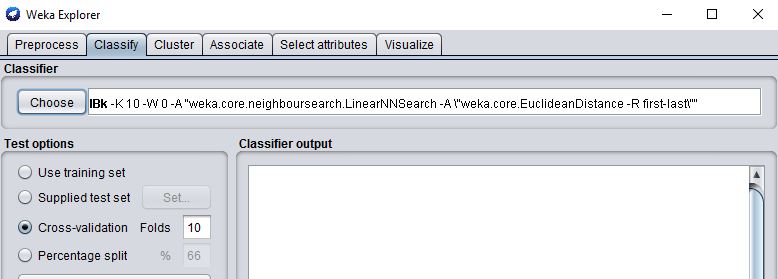 Weka Explorer
Preprocess Classify Cluster Associate Select attributes Visualize
Classifier
Choose IBk -K 10 -W 0 -A "weka.core.neighboursearch.LinearNNSearch -A \"weka.core.EuclideanDistance -R first-last\""
Test options
Use training set
Supplied test set Set...
Cross-validation Folds 10
Percentage split % 66
Classifier output